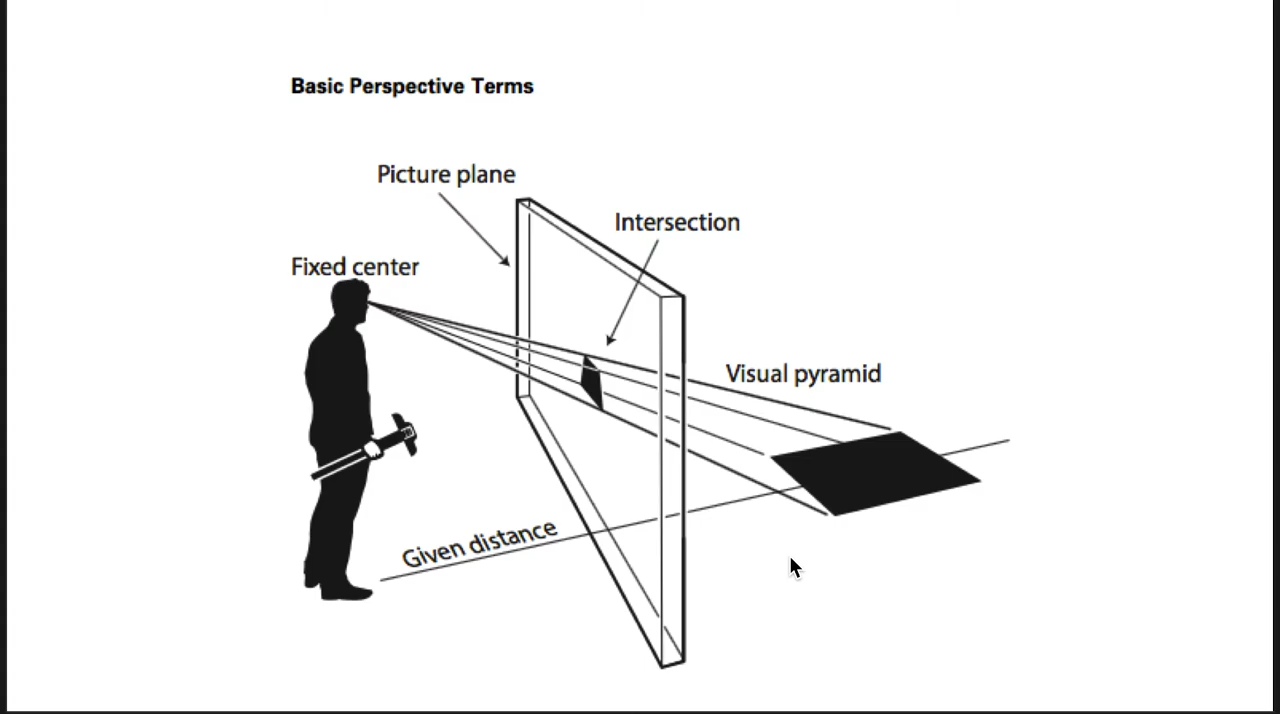 Basic Perspective Terms
Picture plane
Intersection
Fixed center
Visual pyramid
Given distance